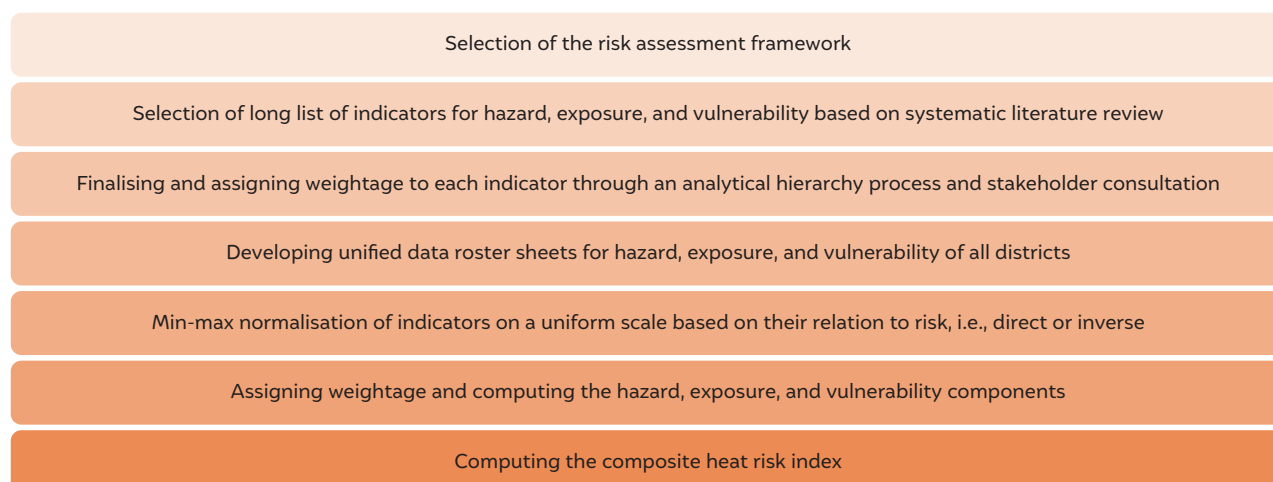 Selection of the risk assessment framework
Selection of long list of indicators for hazard, exposure, and vulnerability based on systematic literature review
Finalising and assigning weightage to each indicator through an analytical hierarchy process and stakeholder consultation
Developing unified data roster sheets for hazard, exposure, and vulnerability of all districts
Min-max normalisation of indicators on a uniform scale based on their relation to risk, i.e., direct or inverse
Assigning weightage and computing the hazard, exposure, and vulnerability components
Computing the composite heat risk index